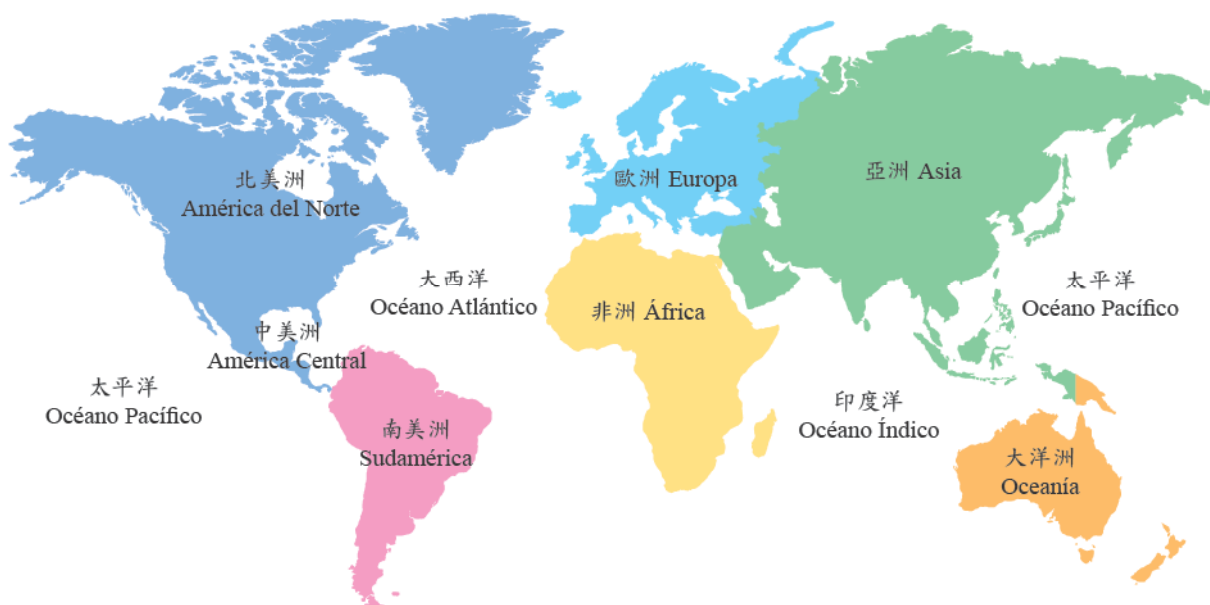 北美洲
América del Norte
歐洲 Europa
亞洲 Asia
大西洋
Océano Atlántico
太平洋
Océano Pacífico
非洲 África
中美洲
América Central
太平洋
Océano Pacífico
印度洋
Océano Índico
南美洲
Sudamérica
大洋洲
Oceanía